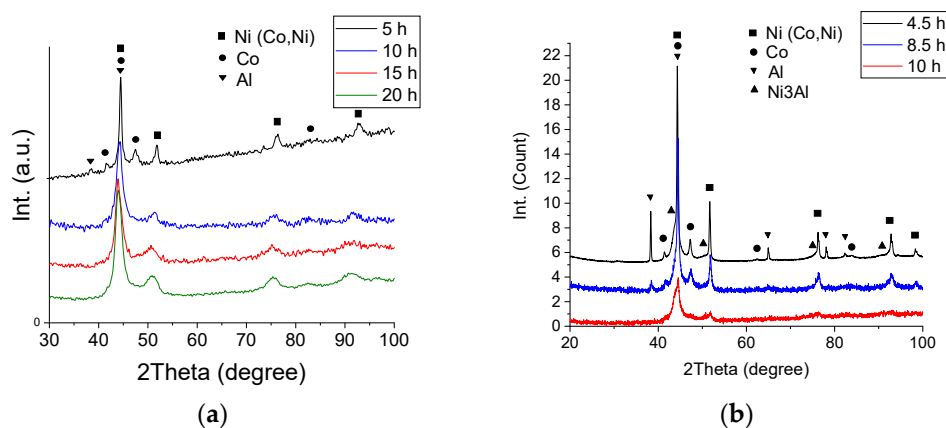 5 h
10 h
15 h
20 h
Ni (Co,Ni)
Co
Al
Int. (a.u.)
0
30 40 50 60 70 80 90 100
2Theta (degree)
(a)
4.5 h
8.5 h
10 h
Ni (Co,Ni)
Co
Al
Ni3Al
Int. (Count)
22
20
18
16
14
12
10
8
6
4
2
0
20 40 60 80 100
2Theta (degree)
(b)